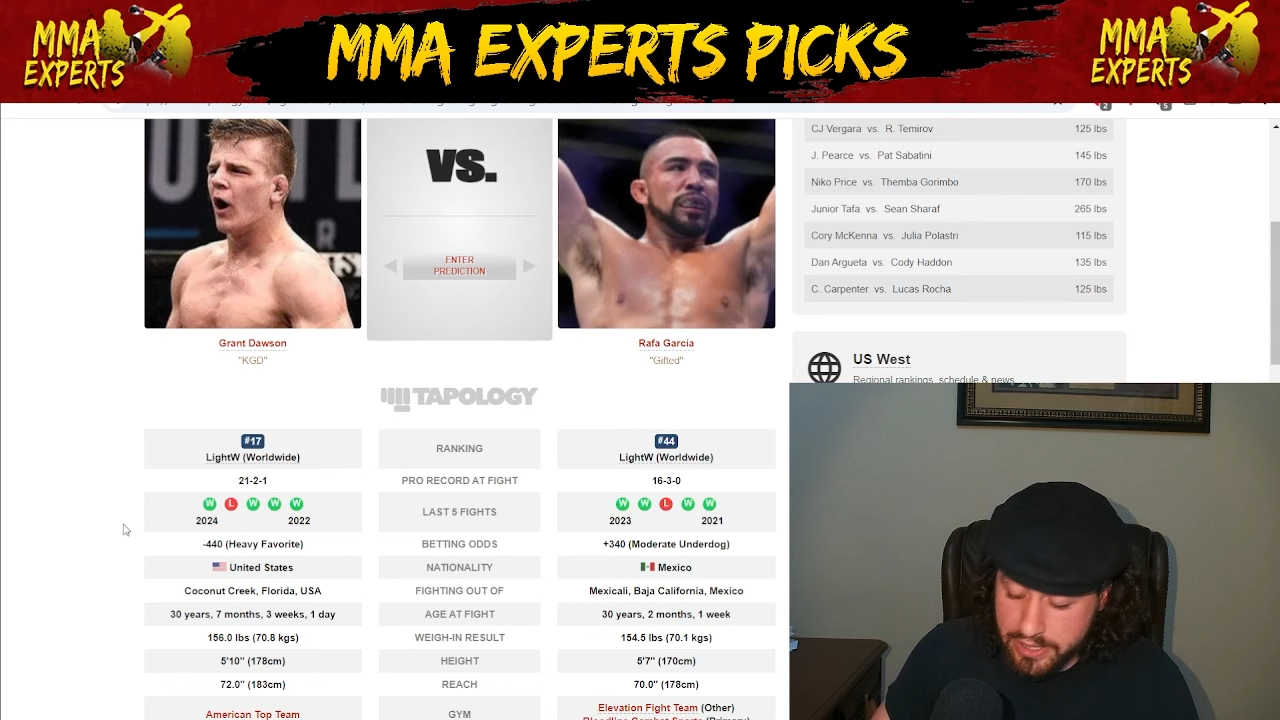 MMA EXPERTS
MMA EXPERTS PICKS
MMA EXPERTS
2
5
VS.
ENTER PREDICTION
Grant Dawson
"KGD"
Rafa Garcia
"Gifted"
TAPOLOGY
#17 LightW (Worldwide) RANKING #44 LightW (Worldwide)
21-2-1 PRO RECORD AT FIGHT 16-3-0
W L W W W LAST 5 FIGHTS W W L W W
2024 2022 2023 2021
-440 (Heavy Favorite) BETTING ODDS +340 (Moderate Underdog)
United States NATIONALITY Mexico
Coconut Creek, Florida, USA FIGHTING OUT OF Mexicali, Baja California, Mexico
30 years, 7 months, 3 weeks, 1 day AGE AT FIGHT 30 years, 2 months, 1 week
156.0 lbs (70.8 kgs) WEIGH-IN RESULT 154.5 lbs (70.1 kgs)
5'10" (178cm) HEIGHT 5'7" (170cm)
72.0" (183cm) REACH 70.0" (178cm)
American Top Team GYM Elevation Fight Team (Other)
CJ Vergara vs. R. Temirov 125 lbs
J. Pearce vs. Pat Sabatini 145 lbs
Niko Price vs. Themba Gorimbo 170 lbs
Junior Tafa vs. Sean Sharaf 265 lbs
Cory McKenna vs. Julia Polastri 115 lbs
Dan Argueta vs. Cody Haddon 135 lbs
C. Carpenter vs. Lucas Rocha 125 lbs
US West
Regional rankings, schedule & news